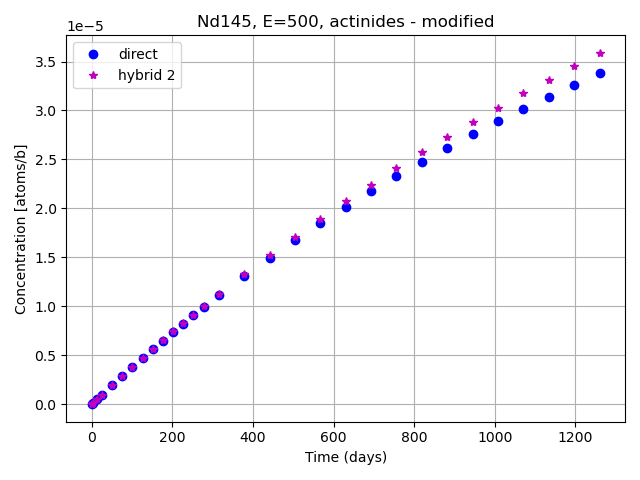 Nd145, E=500, actinides - modified
1e−5
direct
hybrid 2
3.5
3.0
2.5
2.0
1.5
1.0
0.5
0.0
Concentration [atoms/b]
0 200 400 600 800 1000 1200
Time (days)